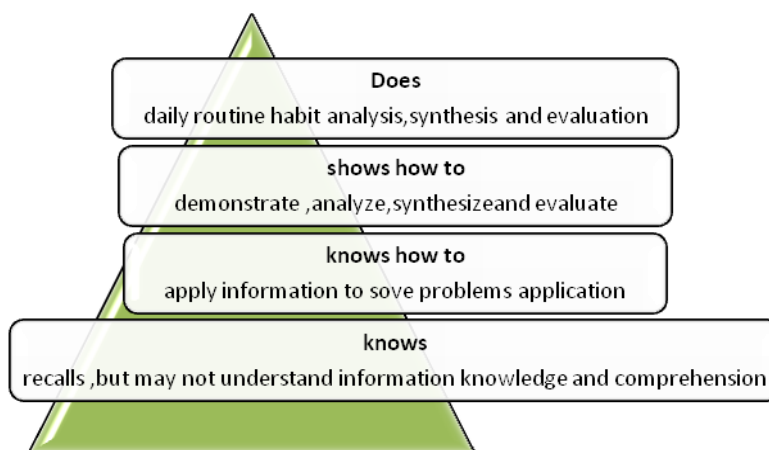 Does
daily routine habit analysis,synthesis and evaluation
shows how to
demonstrate ,analyze,synthesizeand evaluate
knows how to
apply information to sove problems application
knows
recalls ,but may not understand information knowledge and comprehension